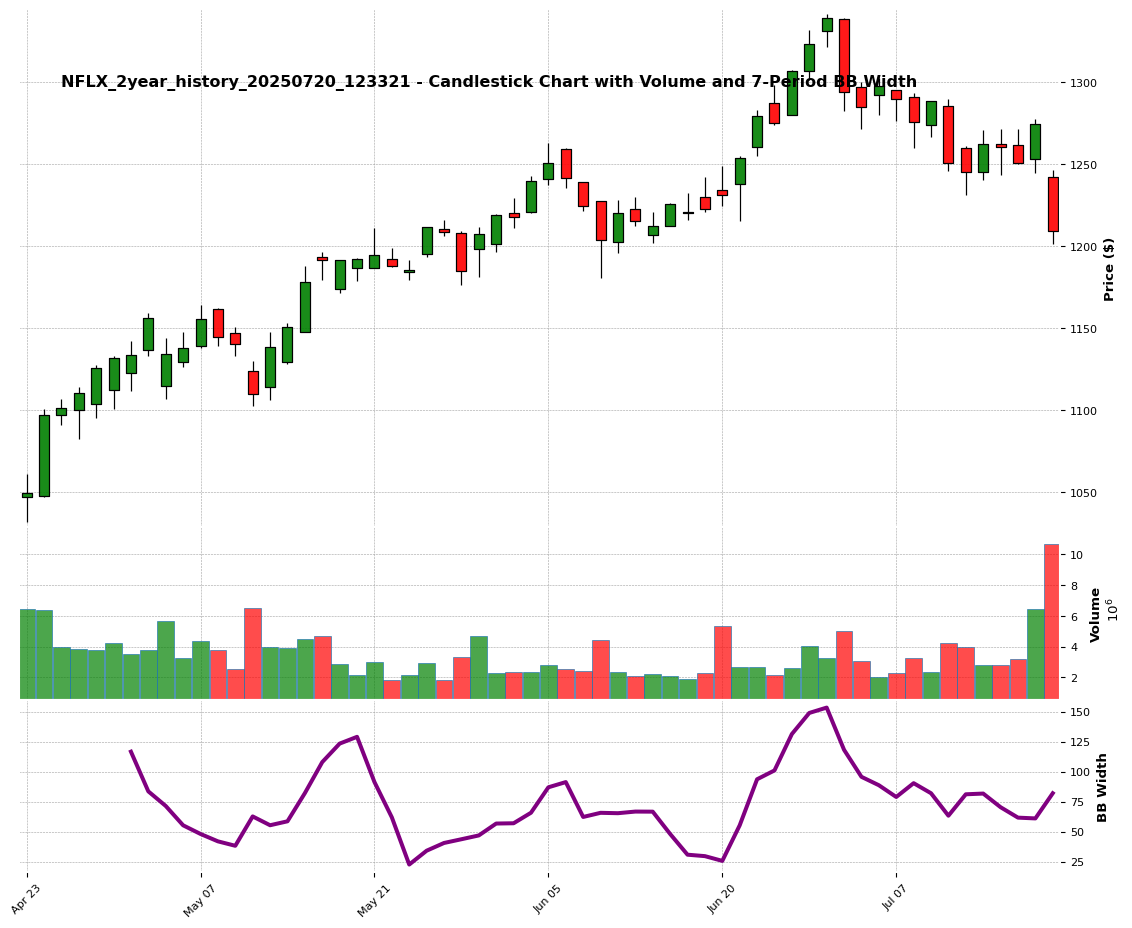 NFLX_2year_history_20250720_123321 - Candlestick Chart with Volume and 7-Period BB Width
1300
1250
1200
1150
1100
1050
Price ($)
10
8
6
4
2
Volume
10^6
150
125
100
75
50
25
BB Width
Apr 23
May 07
May 21
Jun 05
Jun 20
Jul 07